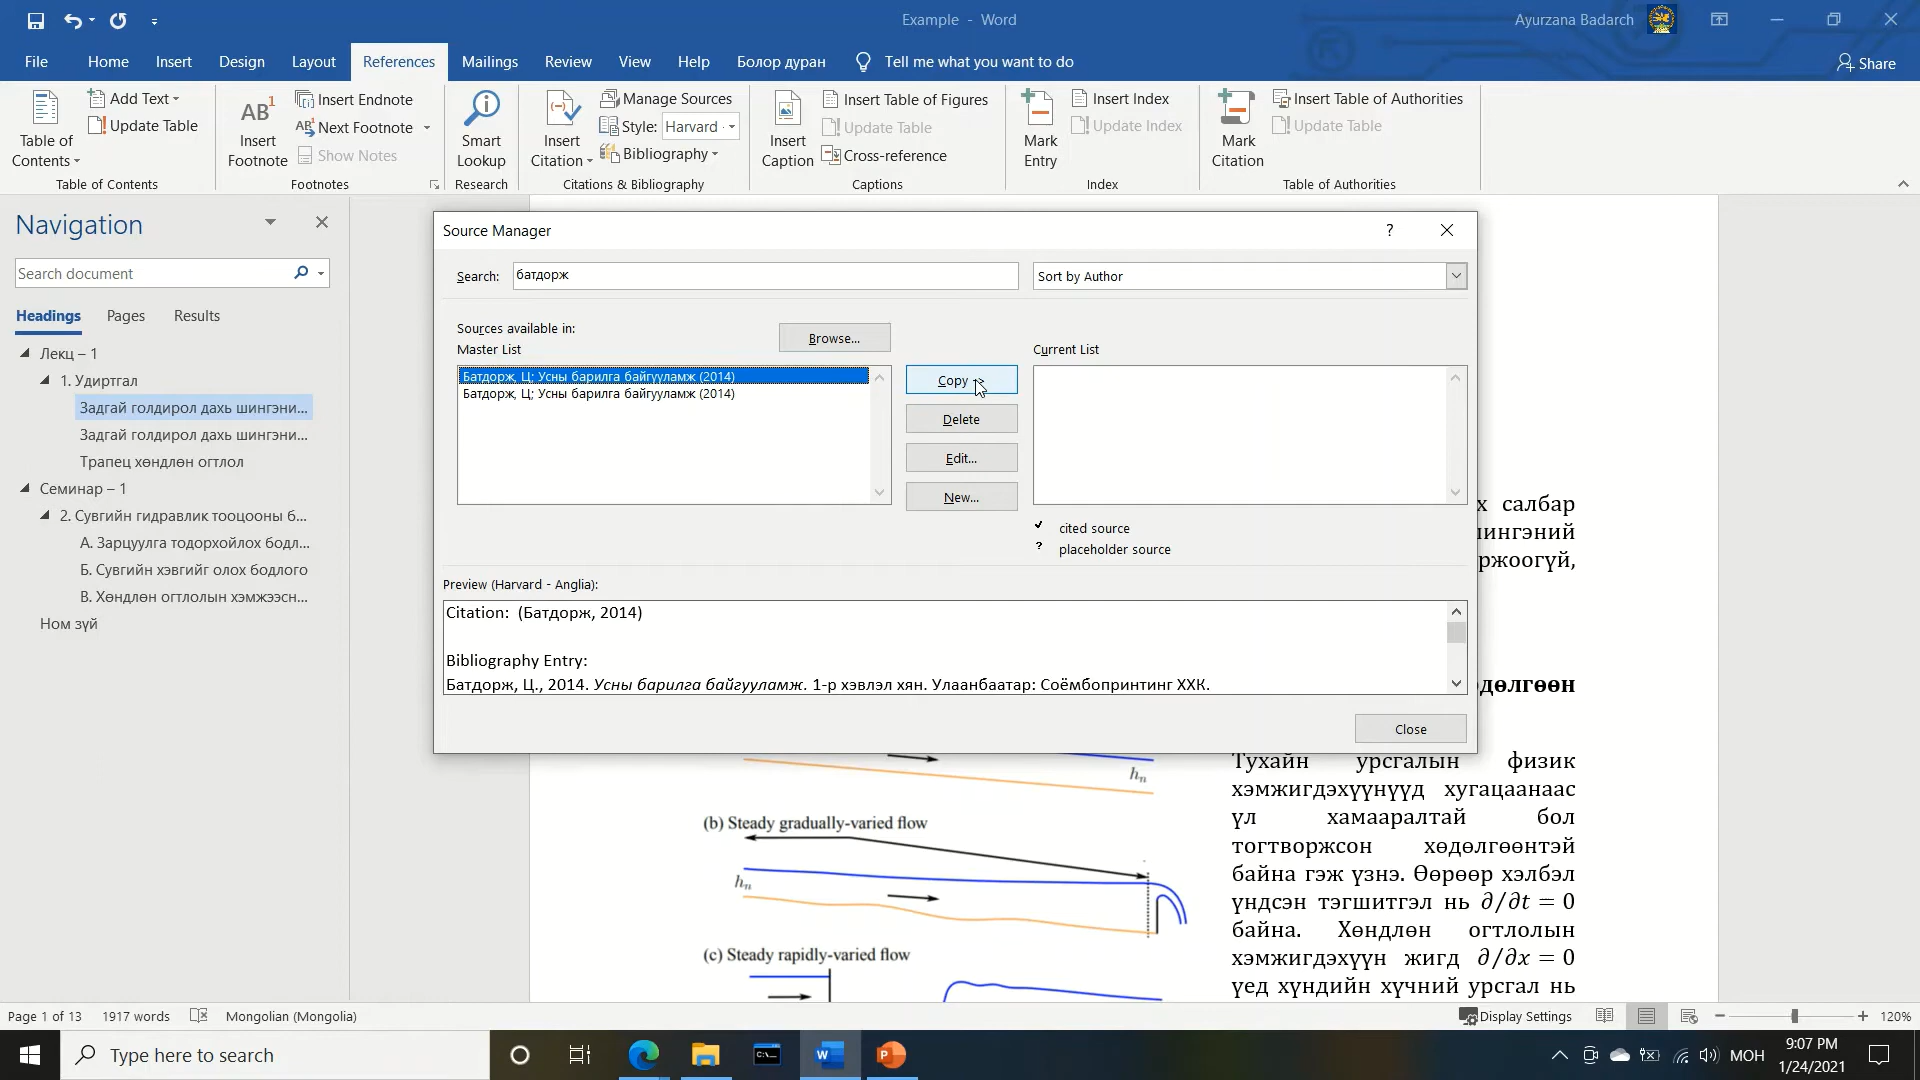 Example - Word
Ayurzana Badarch
File Home Insert Design Layout References Mailings Review View Help Болор дуран Tell me what you want to do
Share
Table of Contents
Add Text
Update Table
Table of Contents
AB1
Insert Footnote
Insert Endnote
Next Footnote
Show Notes
Footnotes
Smart Lookup
Research
Insert Citation
Manage Sources
Style: Harvard
Bibliography
Citations & Bibliography
Insert Caption
Insert Table of Figures
Update Table
Cross-reference
Captions
Mark Entry
Insert Index
Update Index
Index
Mark Citation
Insert Table of Authorities
Update Table
Table of Authorities
Navigation
Search document
Headings Pages Results
Лекц – 1
1. Удиртгал
Задгай голдирол дахь шингэни...
Задгай голдирол дахь шингэни...
Трапец хөндлөн огтлол
Семинар – 1
2. Сувгийн гидравлик тооцооны б...
А. Зарцуулга тодорхойлох бодл...
Б. Сувгийн хэвгийг олох бодлого
В. Хөндлөн огтлолын хэмжээсн...
Ном зүй
Source Manager
?
Search: батдорж
Sort by Author
Sources available in:
Master List
Browse...
Current List
Батдорж, Ц; Усны барилга байгууламж (2014)
Батдорж, Ц; Усны барилга байгууламж (2014)
Copy ->
Delete
Edit...
New...
cited source
? placeholder source
Preview (Harvard - Anglia):
Citation: (Батдорж, 2014)
Bibliography Entry:
Батдорж, Ц., 2014. Усны барилга байгууламж. 1-р хэвлэл хян. Улаанбаатар: Соёмбопринтинг ХХК.
Close
салбар
hn
(b) Steady gradually-varied flow
hn
(c) Steady rapidly-varied flow
Тухайн урсгалын физик
хэмжигдэхүүнүүд хугацаанаас
үл хамааралтай бол
тогтворжсон хөдөлгөөнтэй
байна гэж үзнэ. Өөрөөр хэлбэл
үндсэн тэгшитгэл нь ∂/∂t = 0
байна. Хөндлөн огтлолын
хэмжигдэхүүн жигд ∂/∂x = 0
үед хүндийн хүчний урсгал нь
Page 1 of 13 1917 words Mongolian (Mongolia)
Display Settings
120%
Type here to search
МОН
9:07 PM
1/24/2021